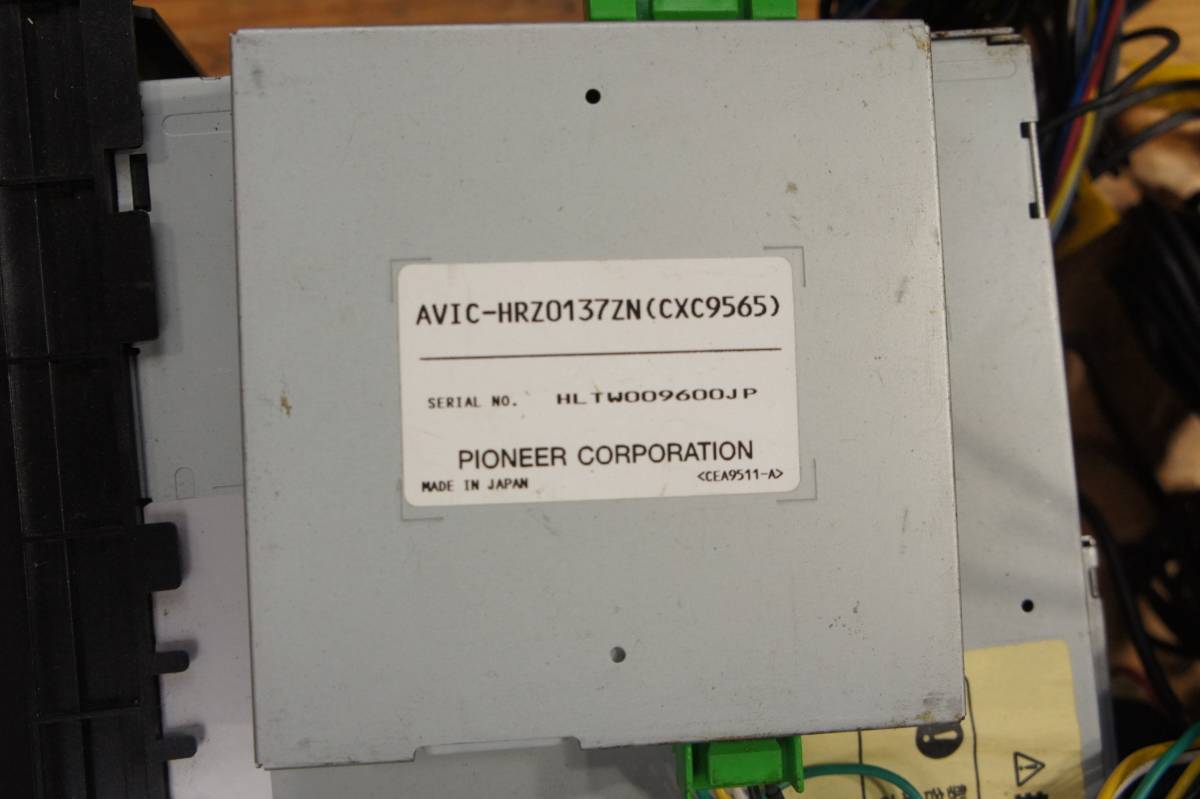 AVIC-HRZ0137ZN(CXC9565)
SERIAL NO. HLTW009600JP
PIONEER CORPORATION
MADE IN JAPAN <CEA9511-A>